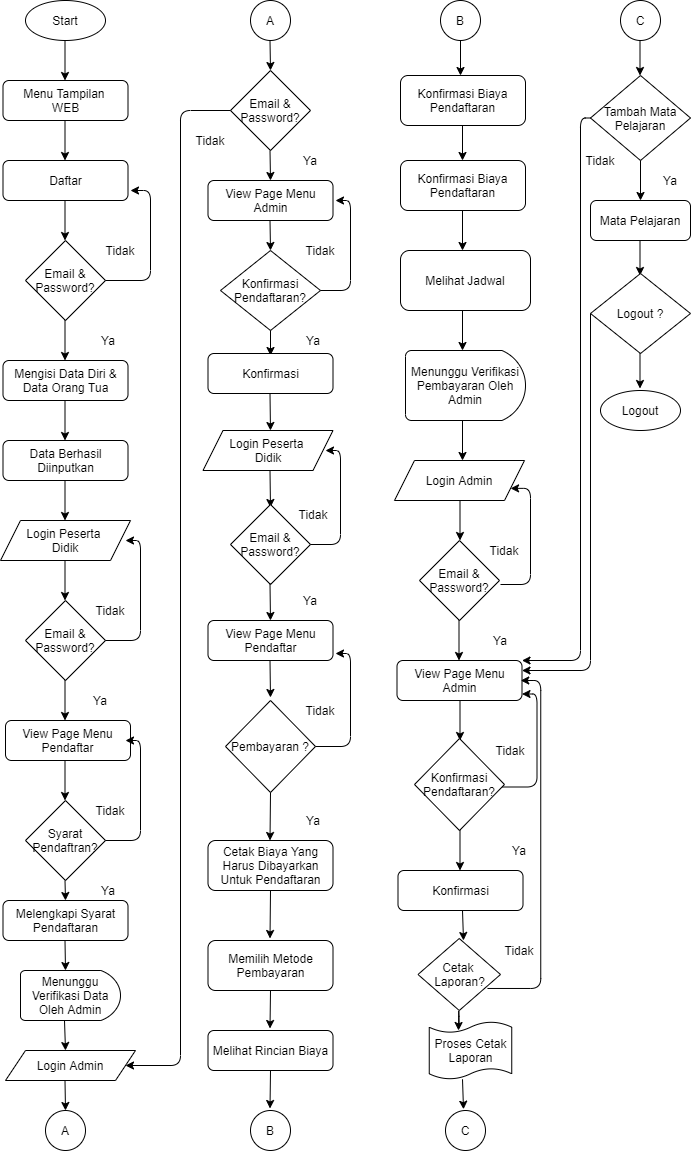 Start
Menu Tampilan
WEB
Daftar
Tidak
Email &
Password?
Ya
Mengisi Data Diri &
Data Orang Tua
Data Berhasil
Diinputkan
Login Peserta
Didik
Tidak
Email &
Password?
Ya
View Page Menu
Pendaftar
Tidak
Syarat
Pendaftran?
Ya
Melengkapi Syarat
Pendaftaran
Menunggu
Verifikasi Data
Oleh Admin
Login Admin
A
A
Email &
Password?
Tidak
Ya
View Page Menu
Admin
Tidak
Konfirmasi
Pendaftaran?
Ya
Konfirmasi
Login Peserta
Didik
Tidak
Email &
Password?
Ya
View Page Menu
Pendaftar
Tidak
Pembayaran ?
Ya
Cetak Biaya Yang
Harus Dibayarkan
Untuk Pendaftaran
Memilih Metode
Pembayaran
Melihat Rincian Biaya
B
B
Konfirmasi Biaya
Pendaftaran
Konfirmasi Biaya
Pendaftaran
Melihat Jadwal
Menunggu Verifikasi
Pembayaran Oleh
Admin
Login Admin
Tidak
Email &
Password?
Ya
View Page Menu
Admin
Tidak
Konfirmasi
Pendaftaran?
Ya
Konfirmasi
Tidak
Cetak
Laporan?
Proses Cetak
Laporan
C
C
Tambah Mata
Pelajaran
Tidak
Ya
Mata Pelajaran
Logout ?
Logout